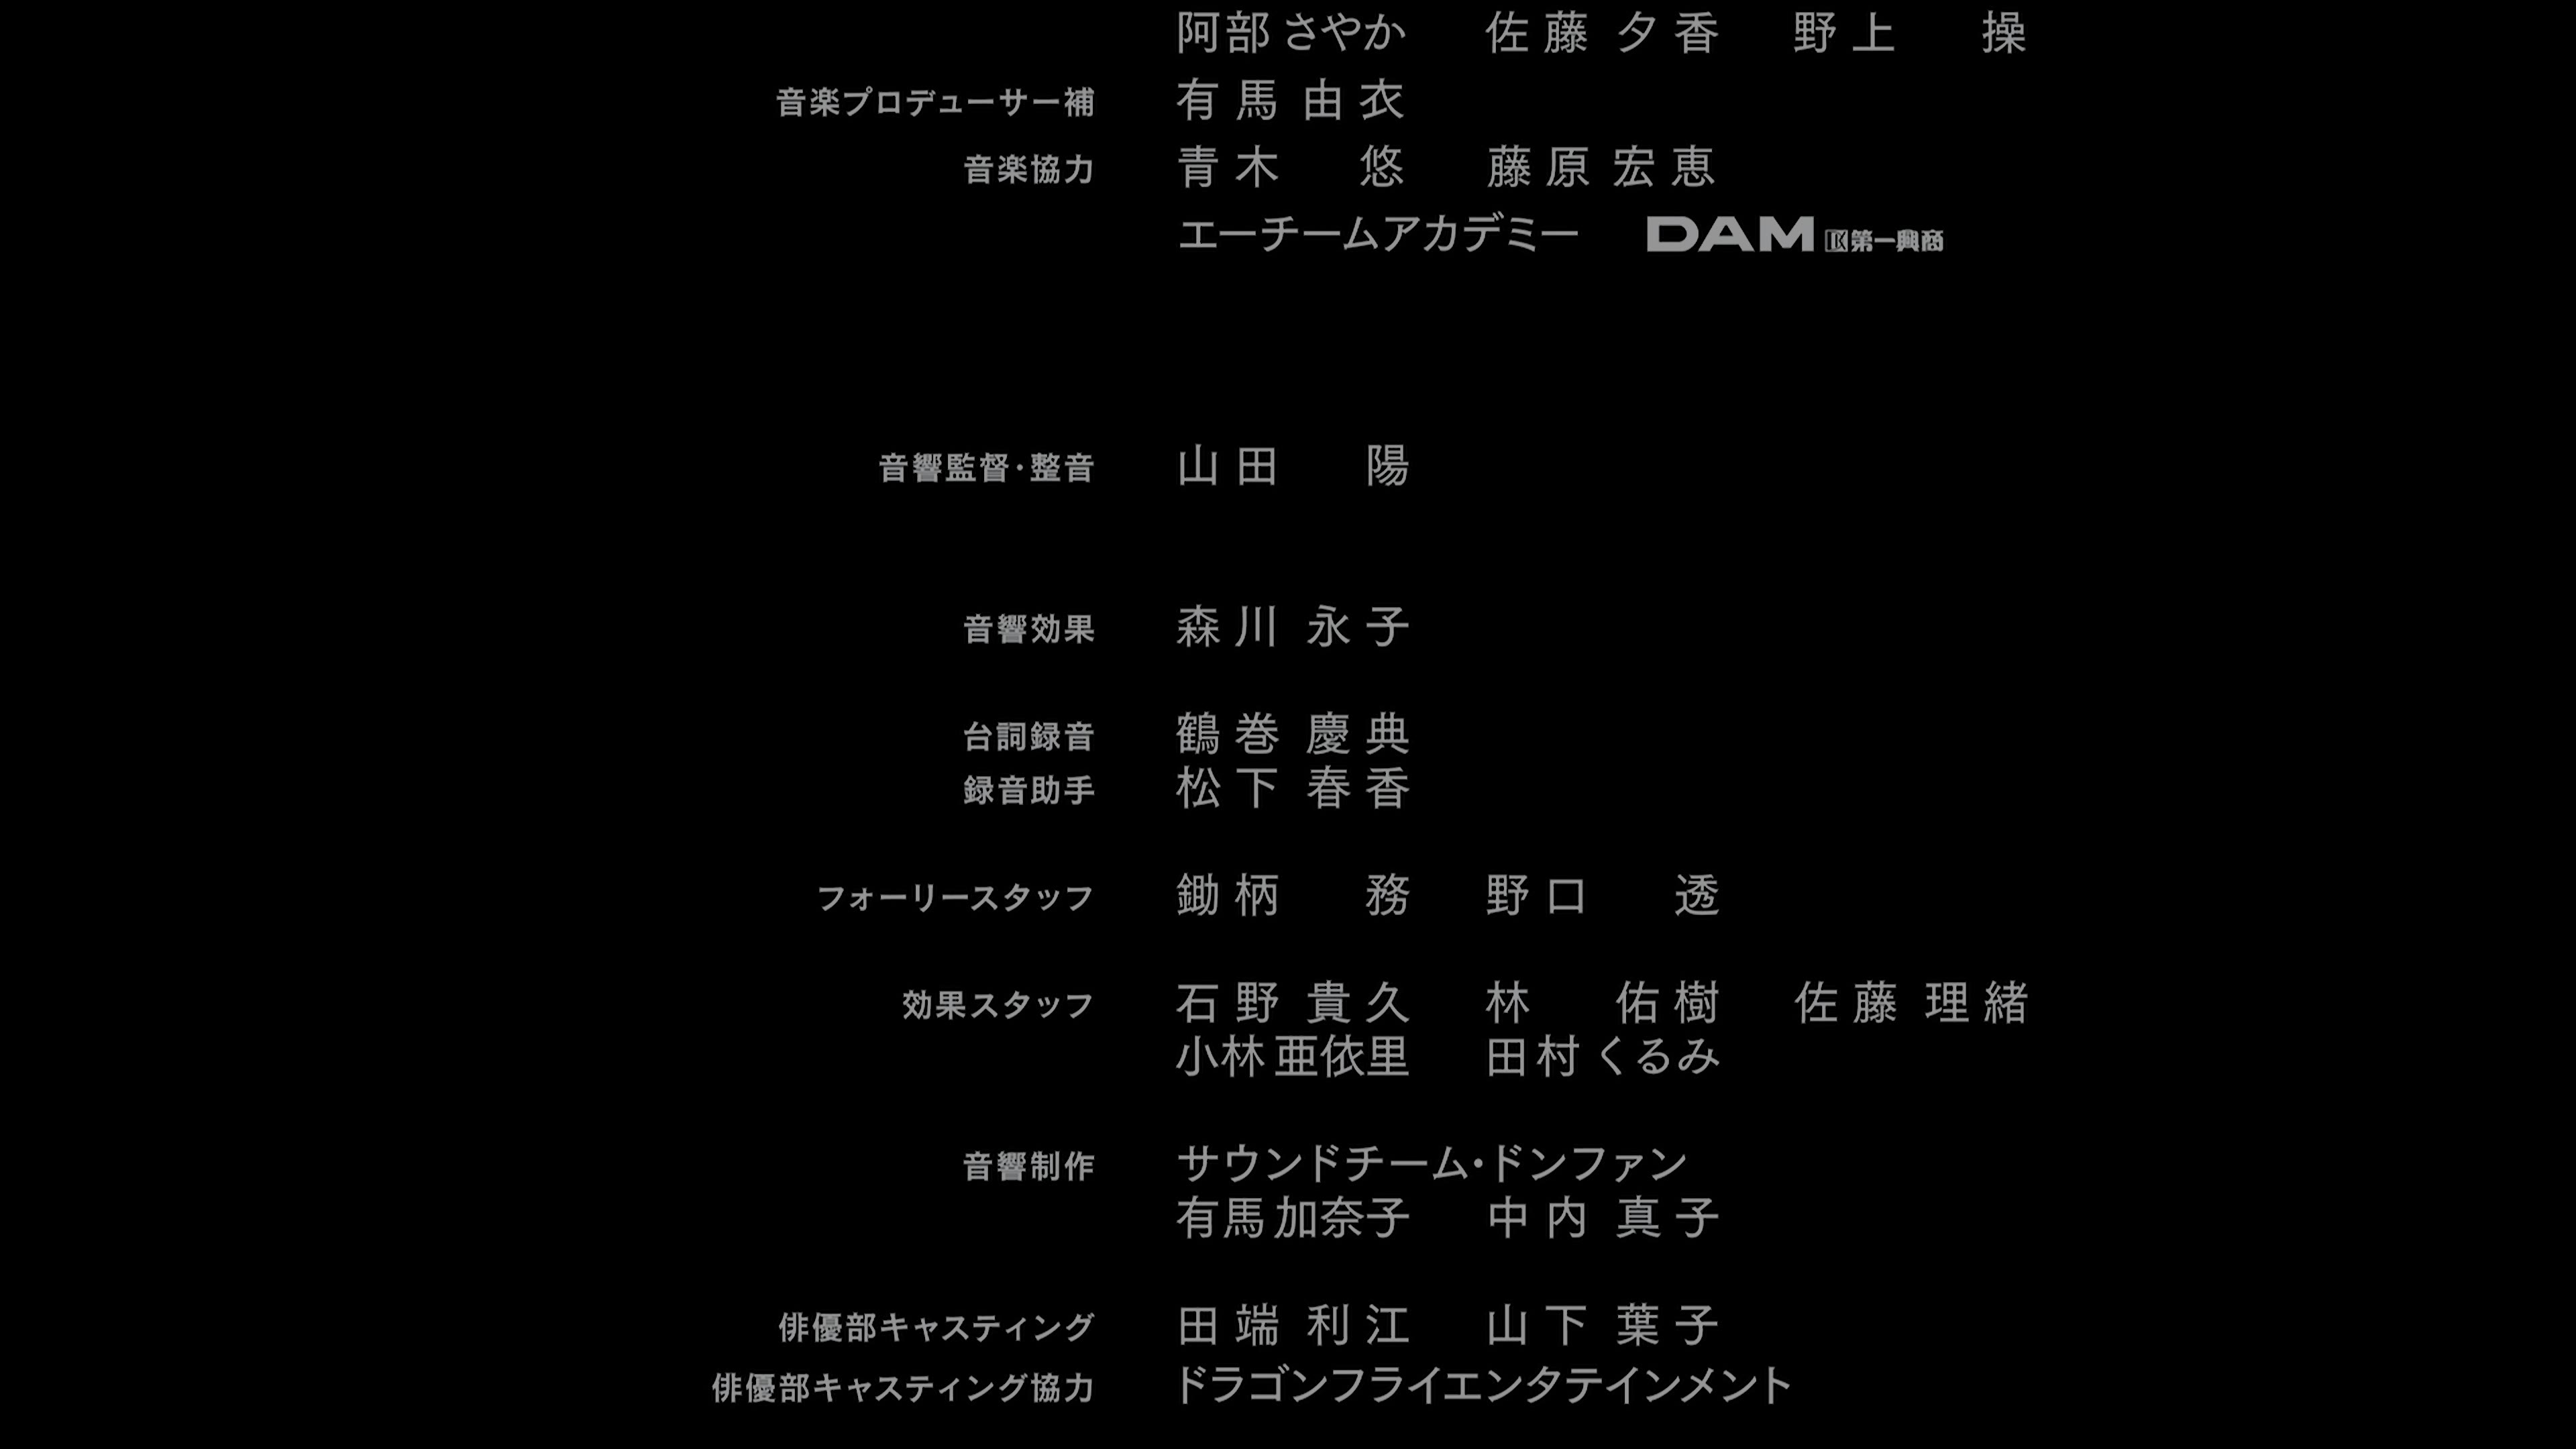 阿部さやか　佐藤夕香　野上　操
音楽プロデューサー補　有馬由衣
音楽協力　青木　悠　藤原宏恵
エーチームアカデミー　DAM DK第一興商
音響監督・整音　山田　陽
音響効果　森川永子
台詞録音　鶴巻慶典
録音助手　松下春香
フォーリースタッフ　鋤柄　務　野口　透
効果スタッフ　石野貴久　林　佑樹　佐藤理緒
小林亜依里　田村くるみ
音響制作　サウンドチーム・ドンファン
有馬加奈子　中内真子
俳優部キャスティング　田端利江　山下葉子
俳優部キャスティング協力　ドラゴンフライエンタテインメント